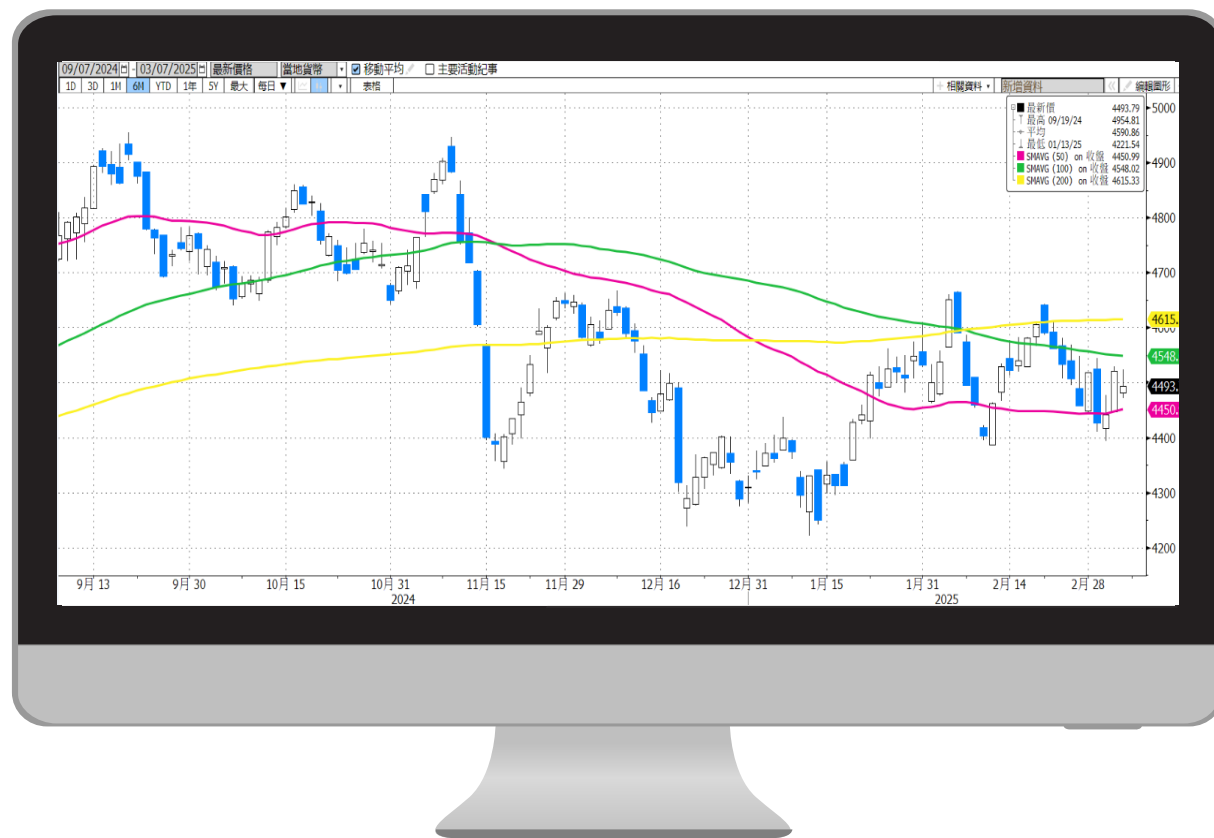 09/07/2024 - 03/07/2025 最新價格 當地貨幣 移動平均 主要活動紀事
1D 3D 1M 6M YTD 1年 5Y 最大 每日 表格 相關資料 新增資料 編輯圖形
最新價 4493.79
最高 09/19/24 4954.81
平均 4590.86
最低 01/13/25 4221.54
SMAVG (50) on 收盤 4450.99
SMAVG (100) on 收盤 4548.02
SMAVG (200) on 收盤 4615.33
5000
4900
4800
4700
4615.
4600
4548.
4493.
4450.
4400
4300
4200
9月 13 9月 30 10月 15 10月 31 11月 15 11月 29 12月 16 12月 31 1月 15 1月 31 2月 14 2月 28
2024 2025